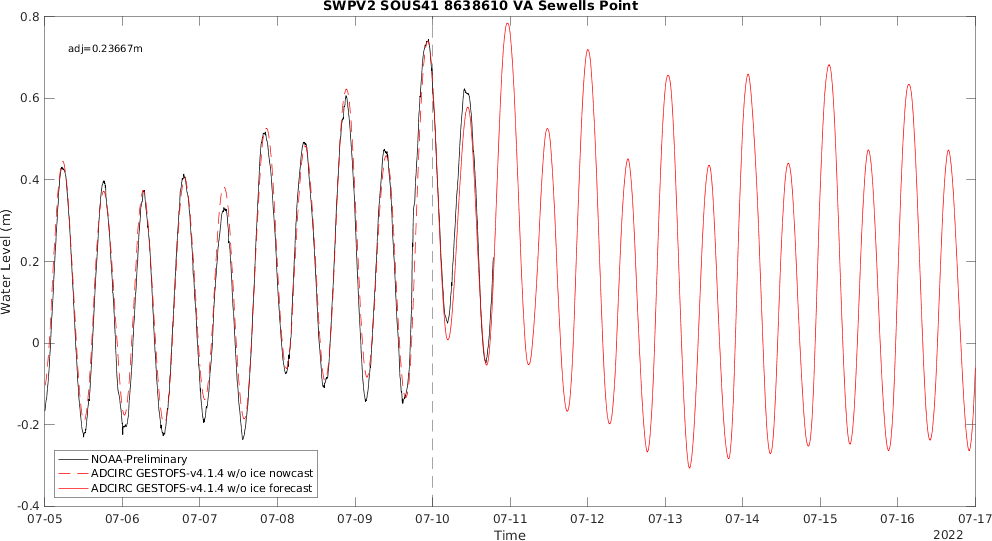 SWPV2 SOUS41 8638610 VA Sewells Point
adj=0.23667m
0.8
0.6
0.4
0.2
0
-0.2
-0.4
Water Level (m)
NOAA-Preliminary
ADCIRC GESTOFS-v4.1.4 w/o ice nowcast
ADCIRC GESTOFS-v4.1.4 w/o ice forecast
07-05 07-06 07-07 07-08 07-09 07-10 07-11 07-12 07-13 07-14 07-15 07-16 07-17
Time
2022